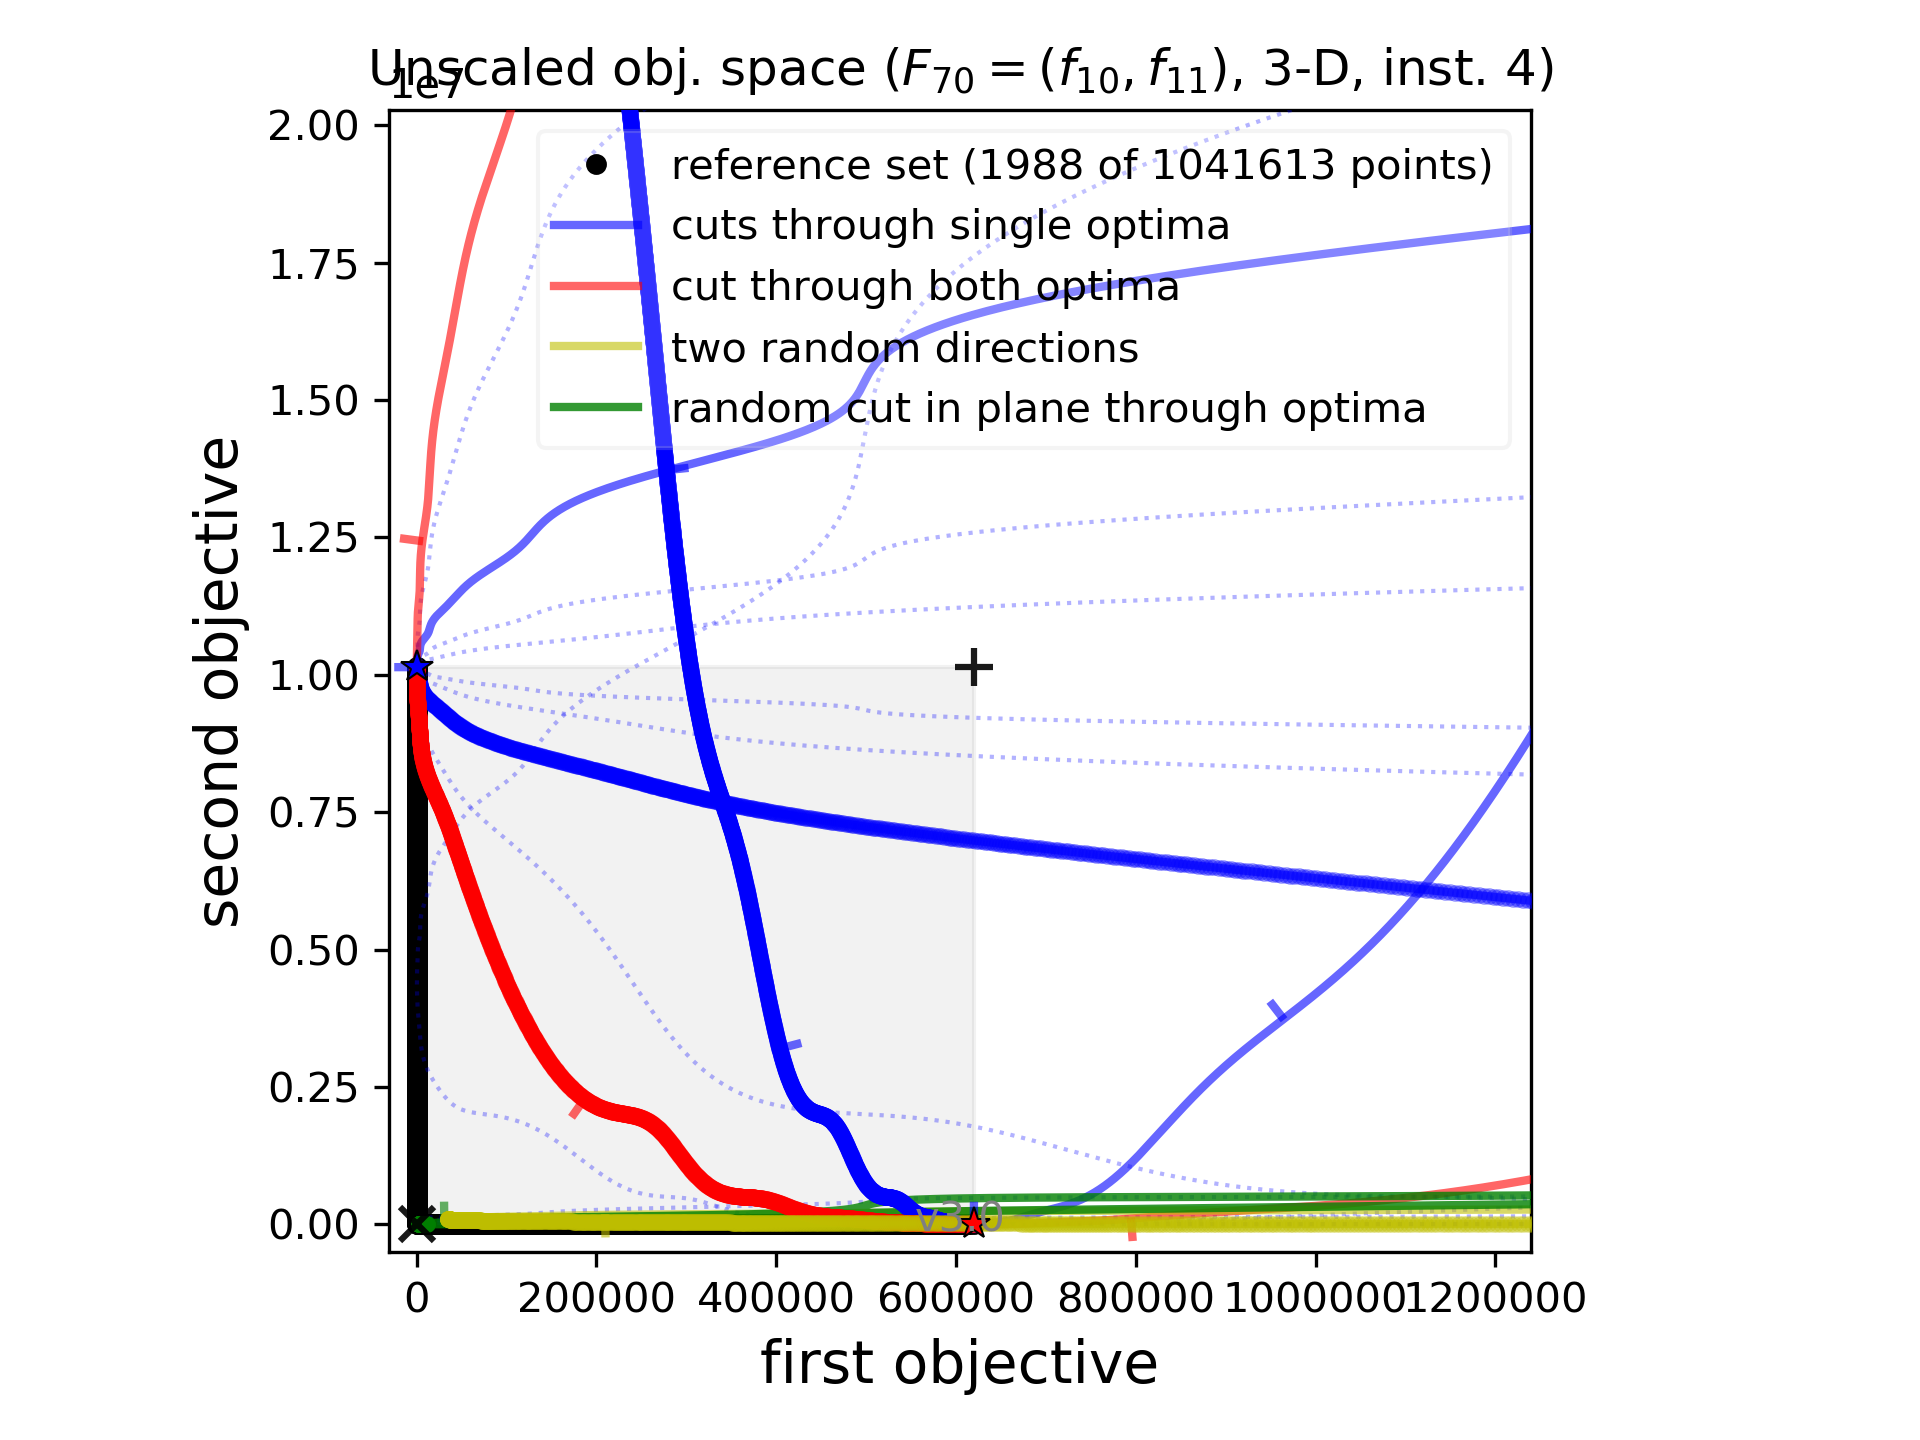 Unscaled obj. space (F₇₀ = (f₁₀, f₁₁), 3-D, inst. 4)
1e7
2.00
1.75
1.50
1.25
1.00
0.75
0.50
0.25
0.00
second objective
reference set (1988 of 1041613 points)
cuts through single optima
cut through both optima
two random directions
random cut in plane through optima
v3.0
0
200000
400000
600000
800000
1000000
1200000
first objective